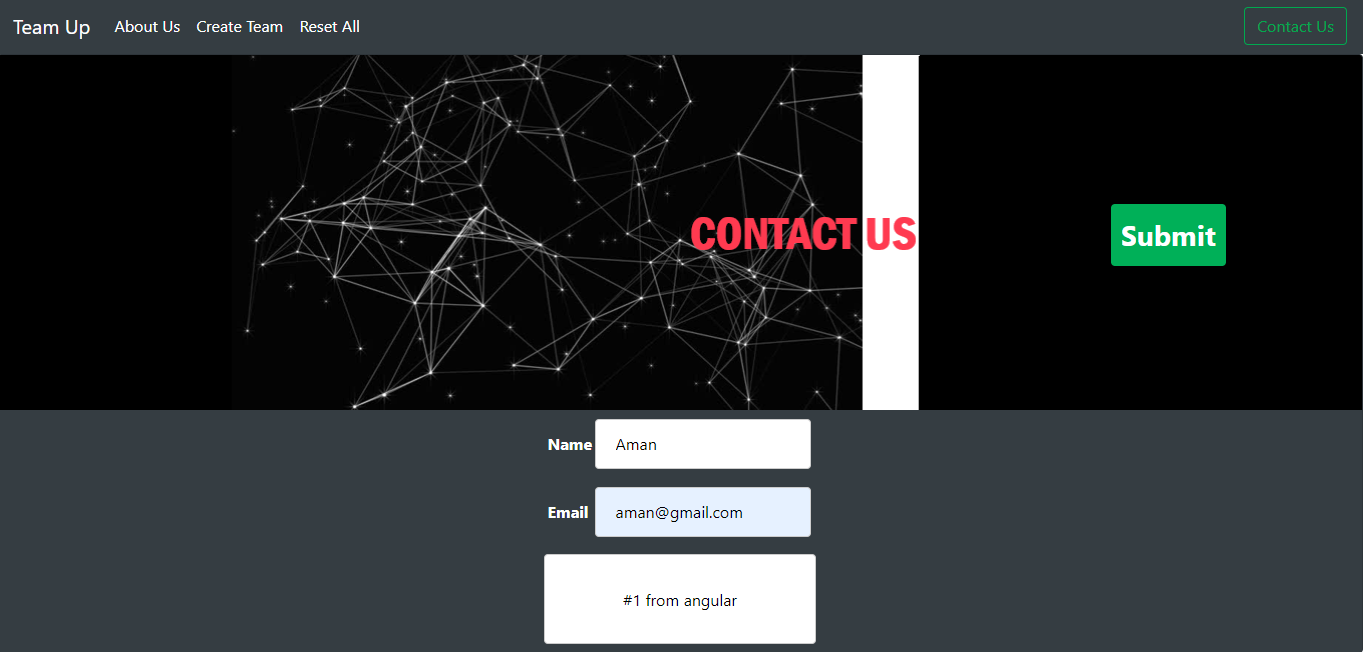 Team Up About Us Create Team Reset All Contact Us
CONTACT US
Submit
Name Aman
Email aman@gmail.com
#1 from angular